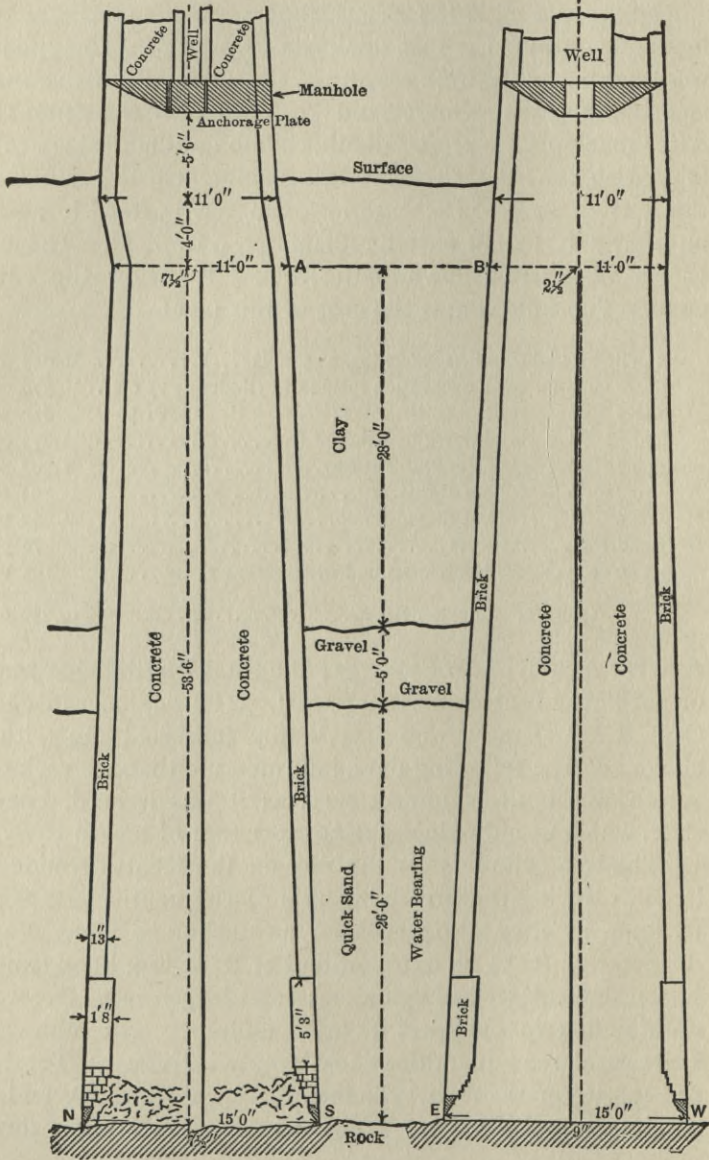 Concrete
Well
Concrete
Well
Manhole
Anchorage Plate
5'6"
Surface
11'0"
11'0"
4'0"
11'0"
A
B
11'0"
7½"
2½"
Clay
28'0"
Brick
Gravel
5'0"
Gravel
Concrete
53'6"
Concrete
Concrete
Concrete
Brick
Brick
Quick Sand
26'0"
Water Bearing
13"
1'8"
5'3"
Brick
N
15'0"
S
E
15'0"
W
Rock
9"